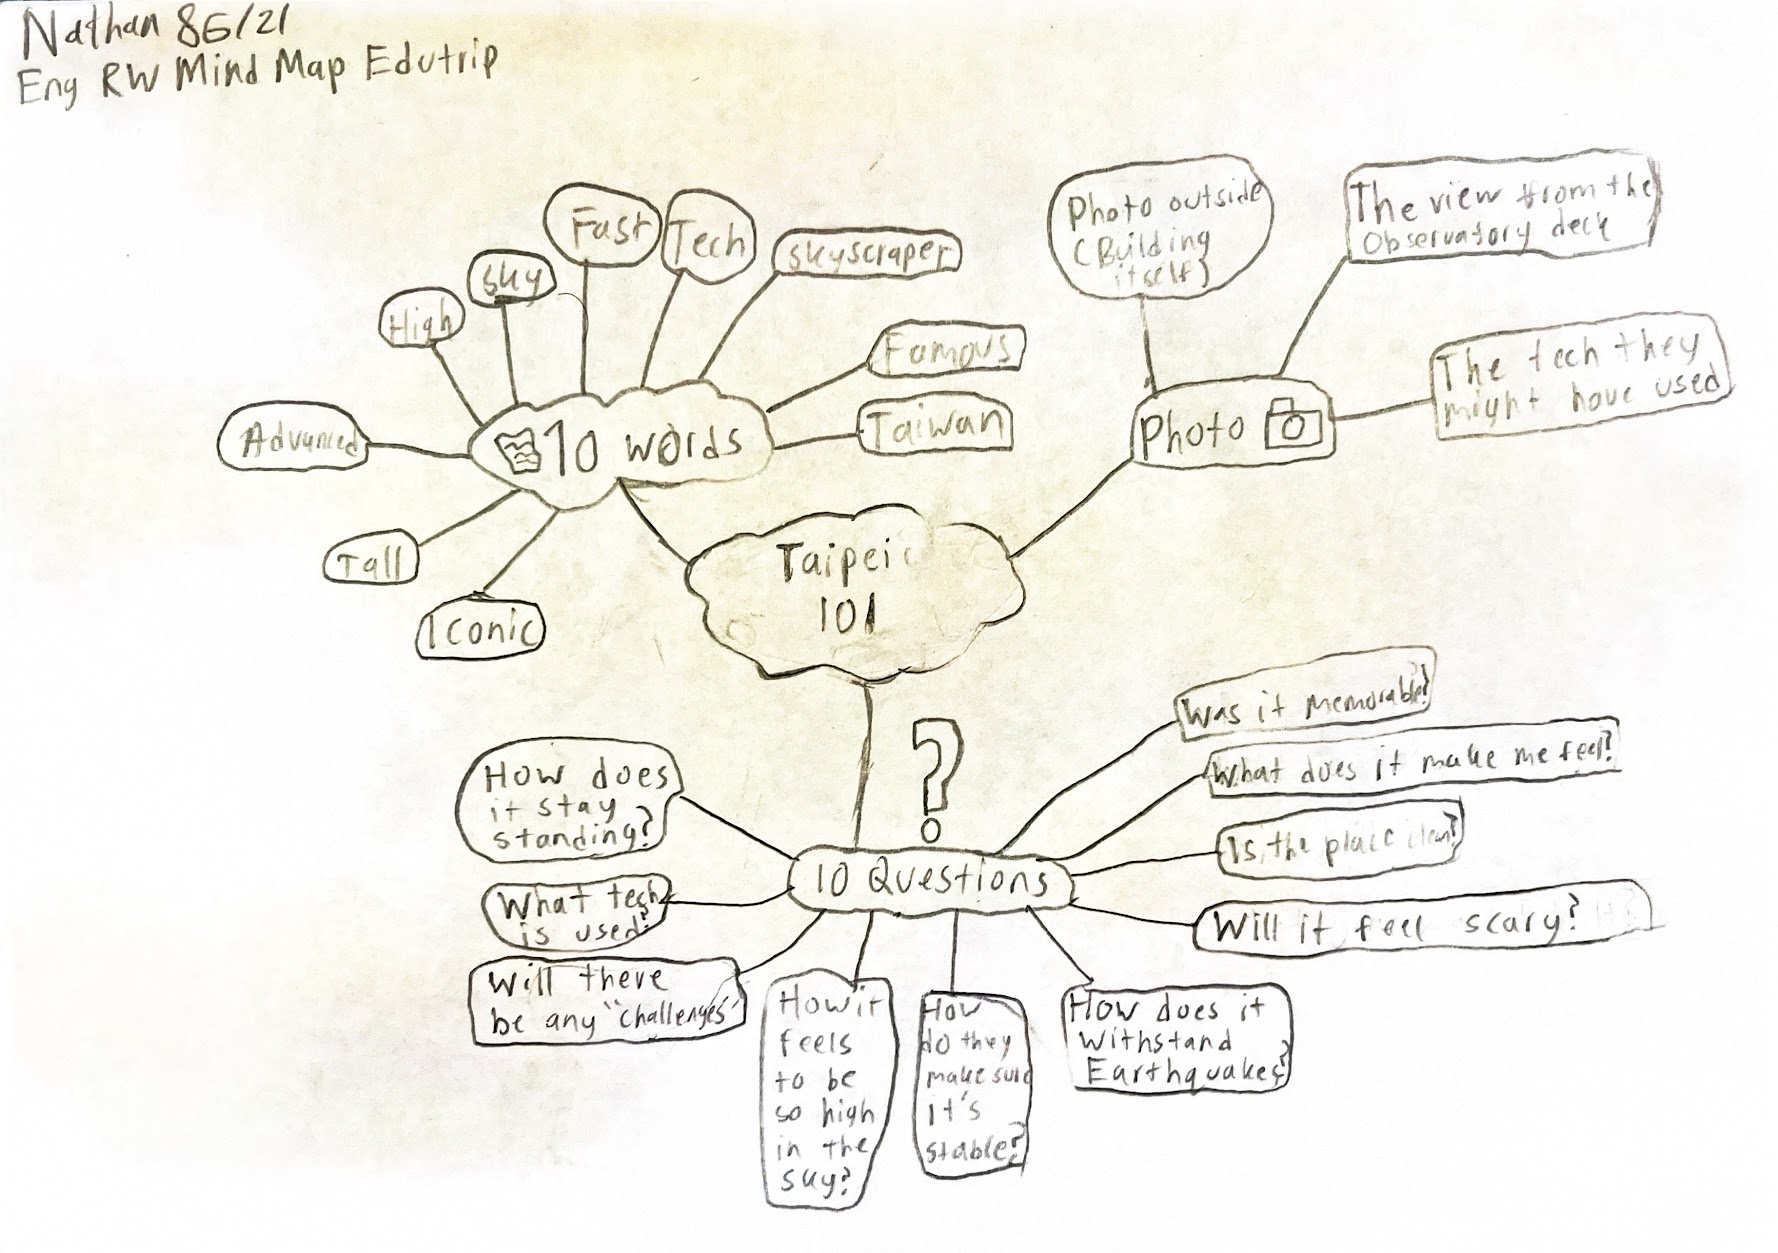 Nathan 8G/21
Eng RW Mind Map Edutrip
Fast
Tech
skyscraper
sky
High
Famous
Taiwan
Advanced
10 words
Tall
Iconic
Photo outside
(Building
itself)
The view from the
Observatory deck
Photo
The tech they
might have used
Taipei
101
?
How does
it stay
standing?
What tech
is used?
Will there
be any "challenges"
10 Questions
Was it memorable?
What does it make me feel?
Is the place clean?
Will it feel scary?
How it
feels
to be
so high
in the
sky?
How
do they
make sure
it's
stable?
How does it
withstand
Earthquakes?